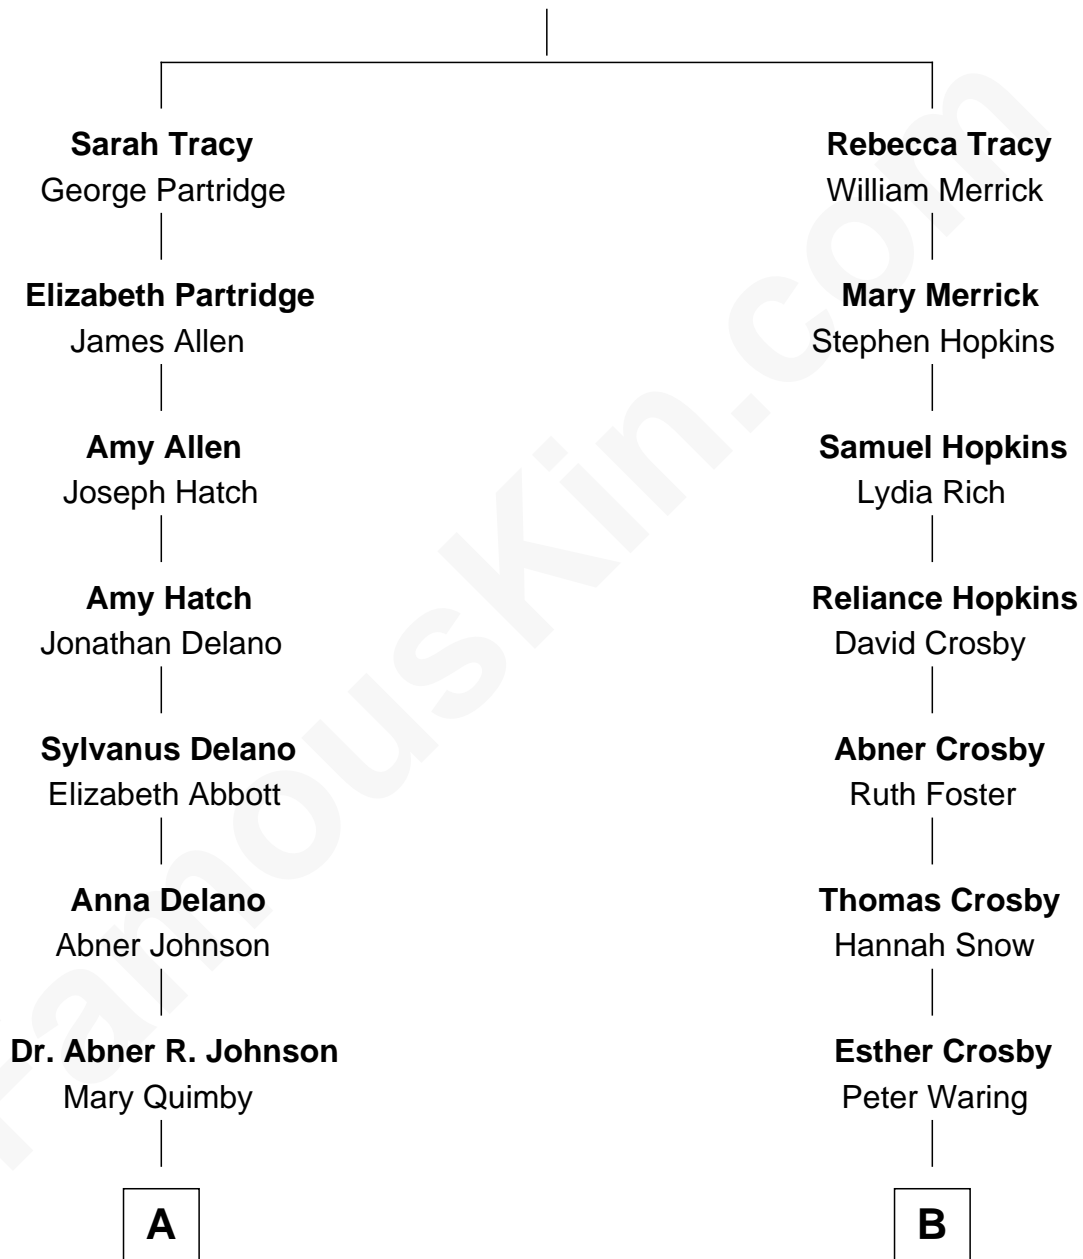 Sarah Tracy
George Partridge
Elizabeth Partridge
James Allen
Amy Allen
Joseph Hatch
Amy Hatch
Jonathan Delano
Sylvanus Delano
Elizabeth Abbott
Anna Delano
Abner Johnson
Dr. Abner R. Johnson
Mary Quimby
A
Rebecca Tracy
William Merrick
Mary Merrick
Stephen Hopkins
Samuel Hopkins
Lydia Rich
Reliance Hopkins
David Crosby
Abner Crosby
Ruth Foster
Thomas Crosby
Hannah Snow
Esther Crosby
Peter Waring
B
FamousKin.com